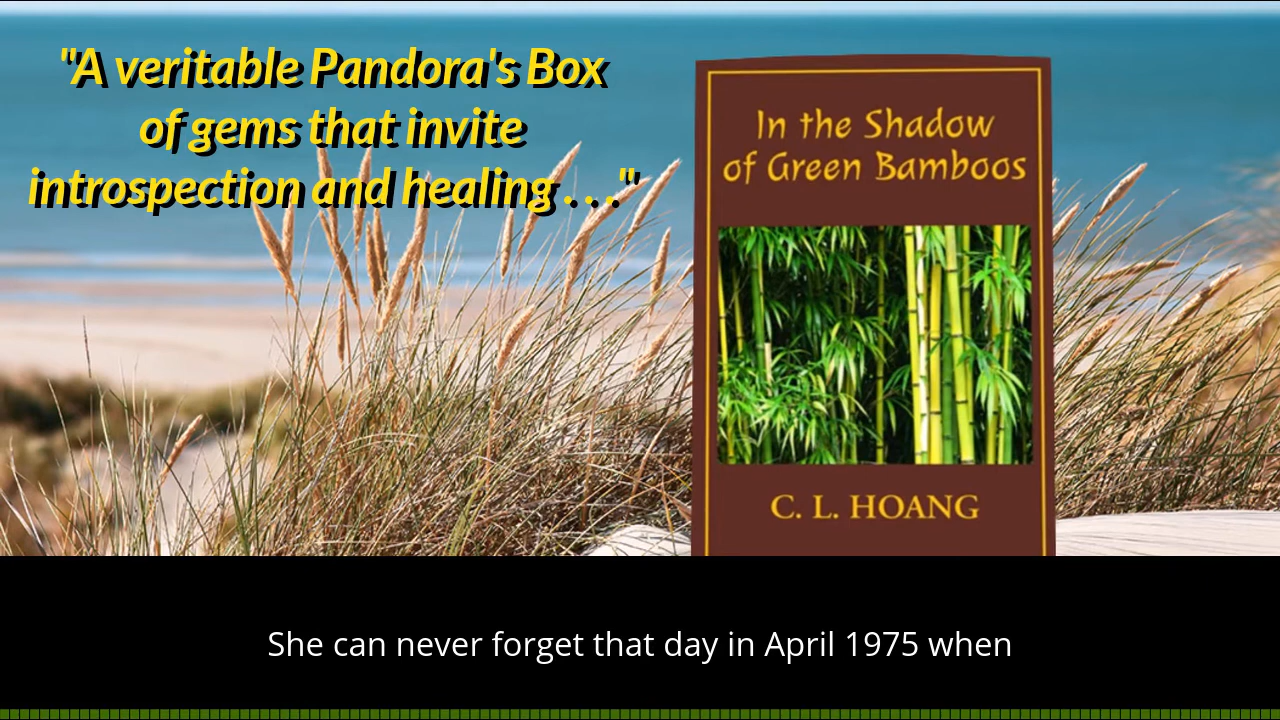 "A veritable Pandora's Box
of gems that invite
introspection and healing . . ."
In the Shadow
of Green Bamboos
C. L. HOANG
She can never forget that day in April 1975 when